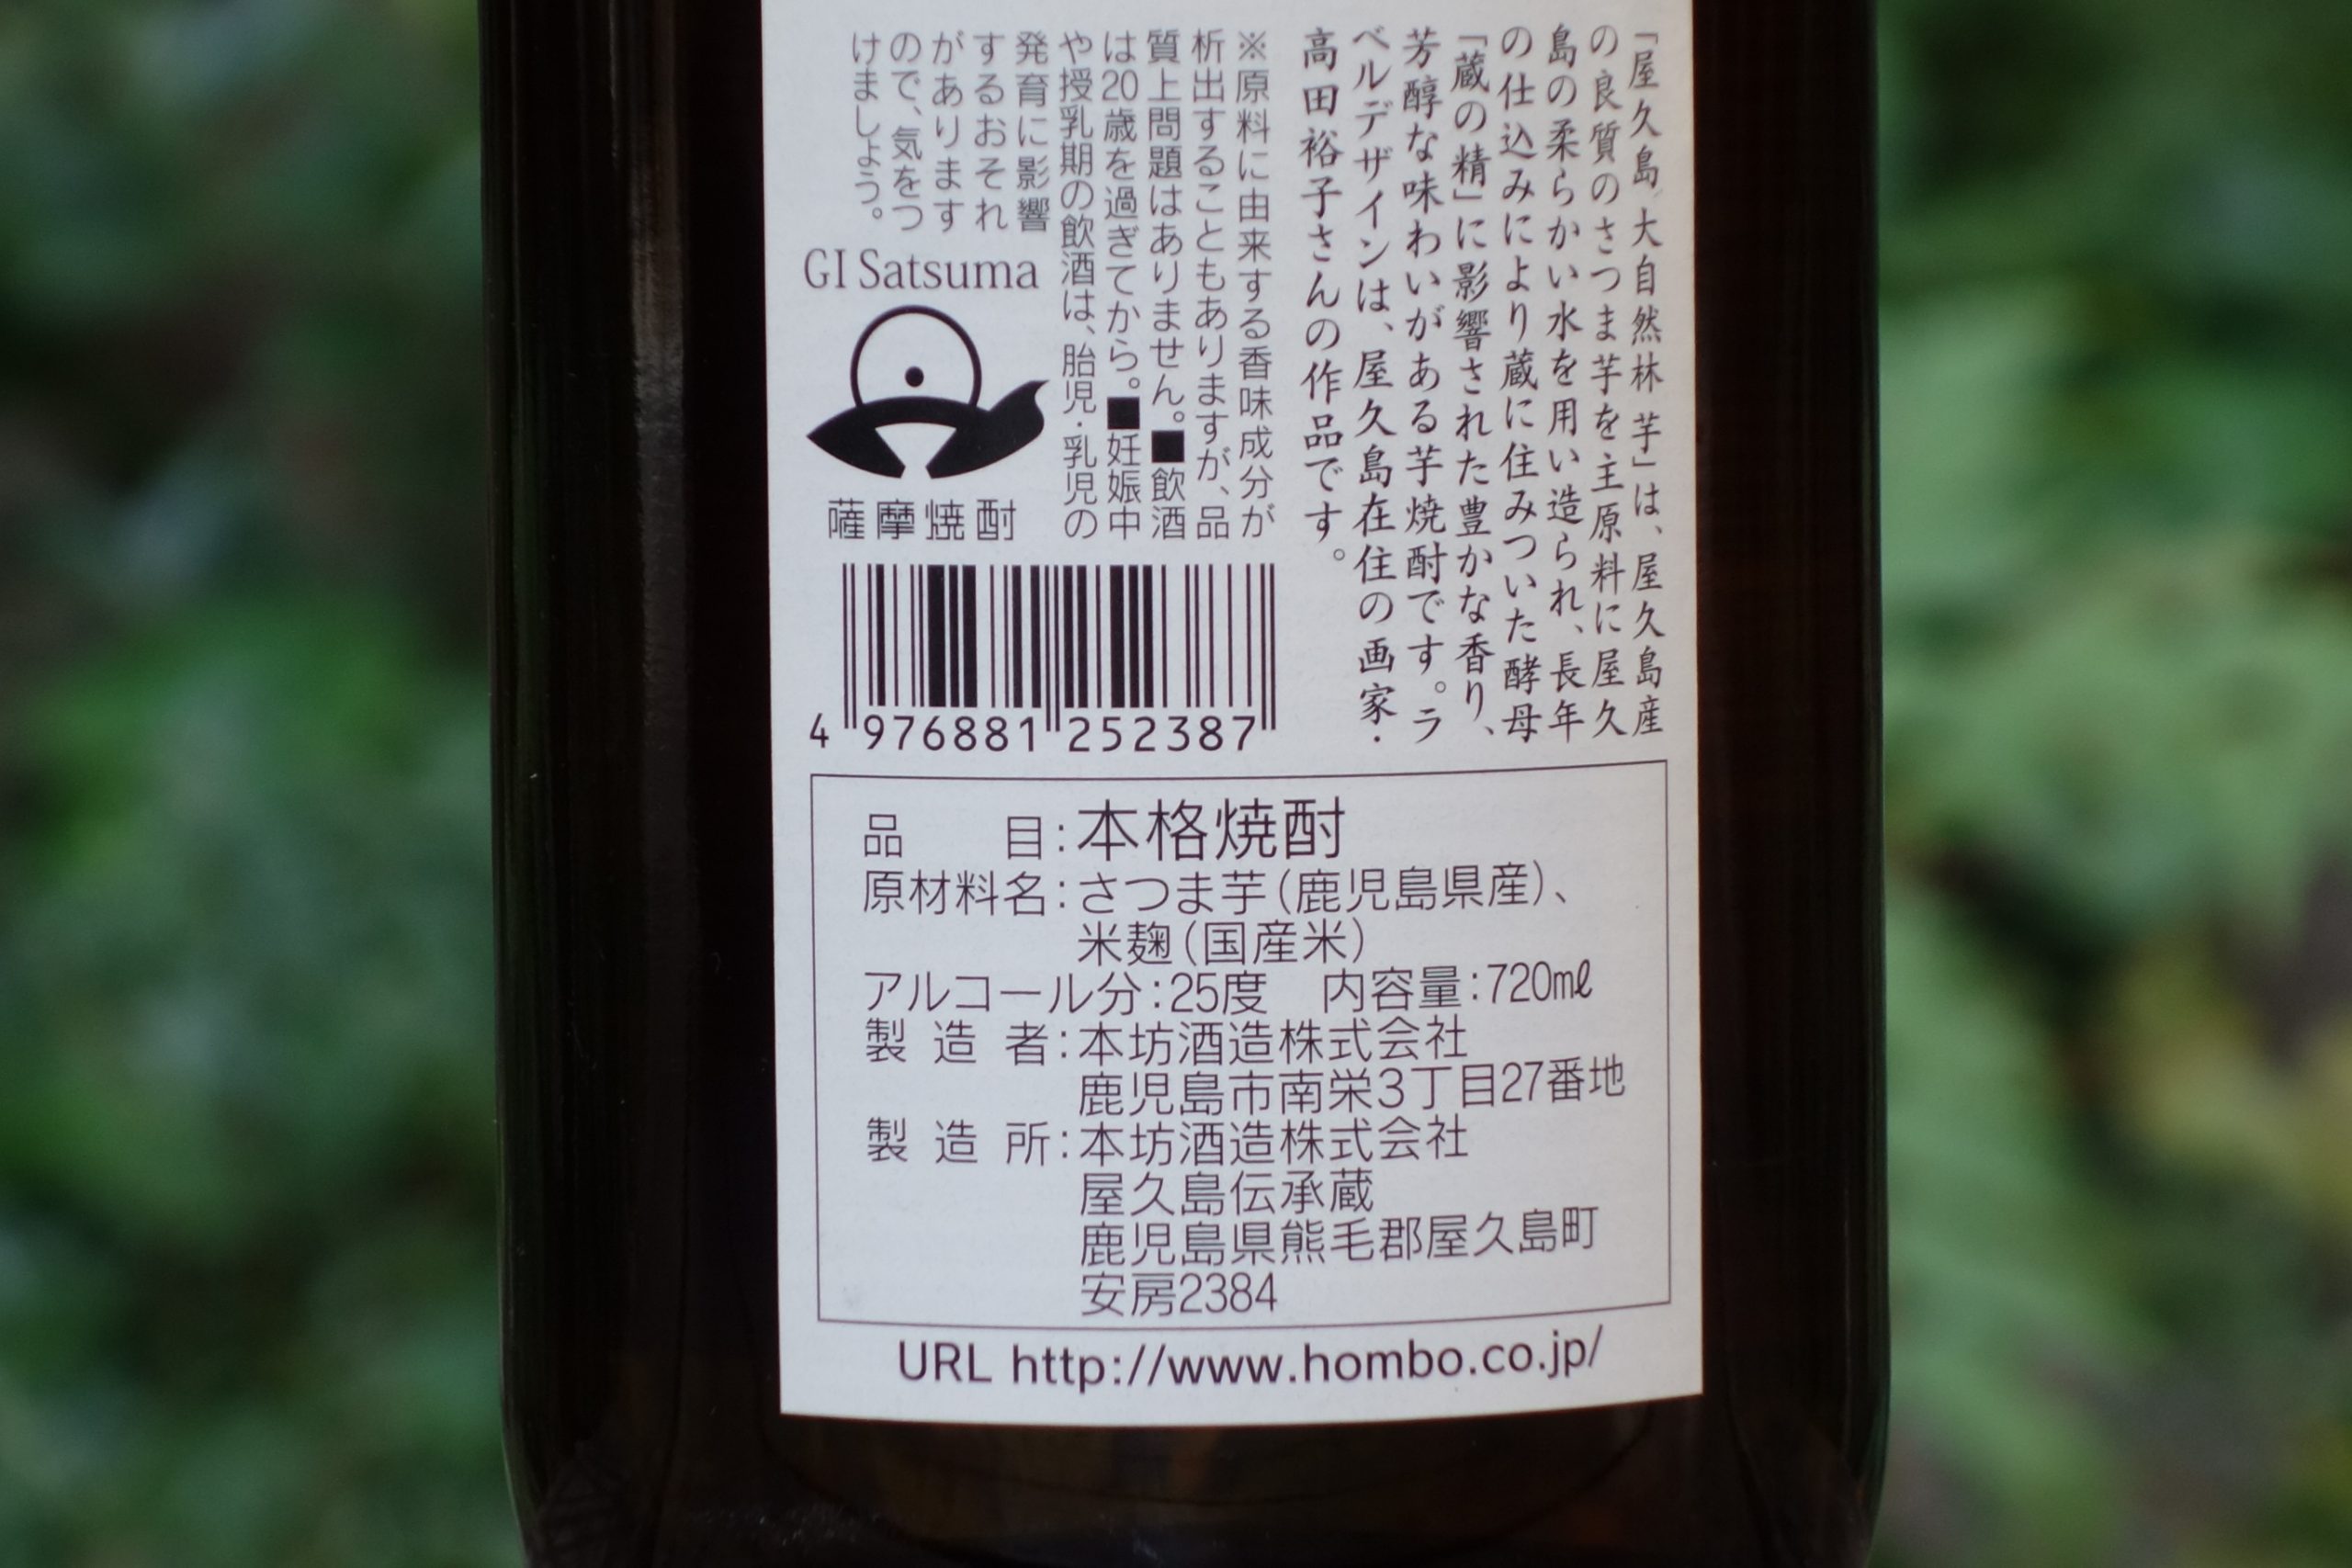 「屋久島 大自然林 芋」は、屋久島産
の良質のさつま芋を主原料に屋久
島の柔らかい水を用い造られ、長年
の仕込みにより蔵に住みついた酵母
「蔵の精」に影響された豊かな香り、
芳醇な味わいがある芋焼酎です。ラ
ベルデザインは、屋久島在住の画家・
高田裕子さんの作品です。
※原料に由来する香味成分が
析出することもありますが、品
質上問題はありません。■飲酒
は20歳を過ぎてから。■妊娠中
や授乳期の飲酒は、胎児・乳児の
発育に影響
するおそれ
があります
ので、気をつ
けましょう。
GI Satsuma
薩摩焼酎
4 976881 252387
品目:本格焼酎
原材料名:さつま芋(鹿児島県産)、
米麹(国産米)
アルコール分:25度 内容量:720mℓ
製造者:本坊酒造株式会社
鹿児島市南栄3丁目27番地
製造所:本坊酒造株式会社
屋久島伝承蔵
鹿児島県熊毛郡屋久島町
安房2384
URL http://www.hombo.co.jp/